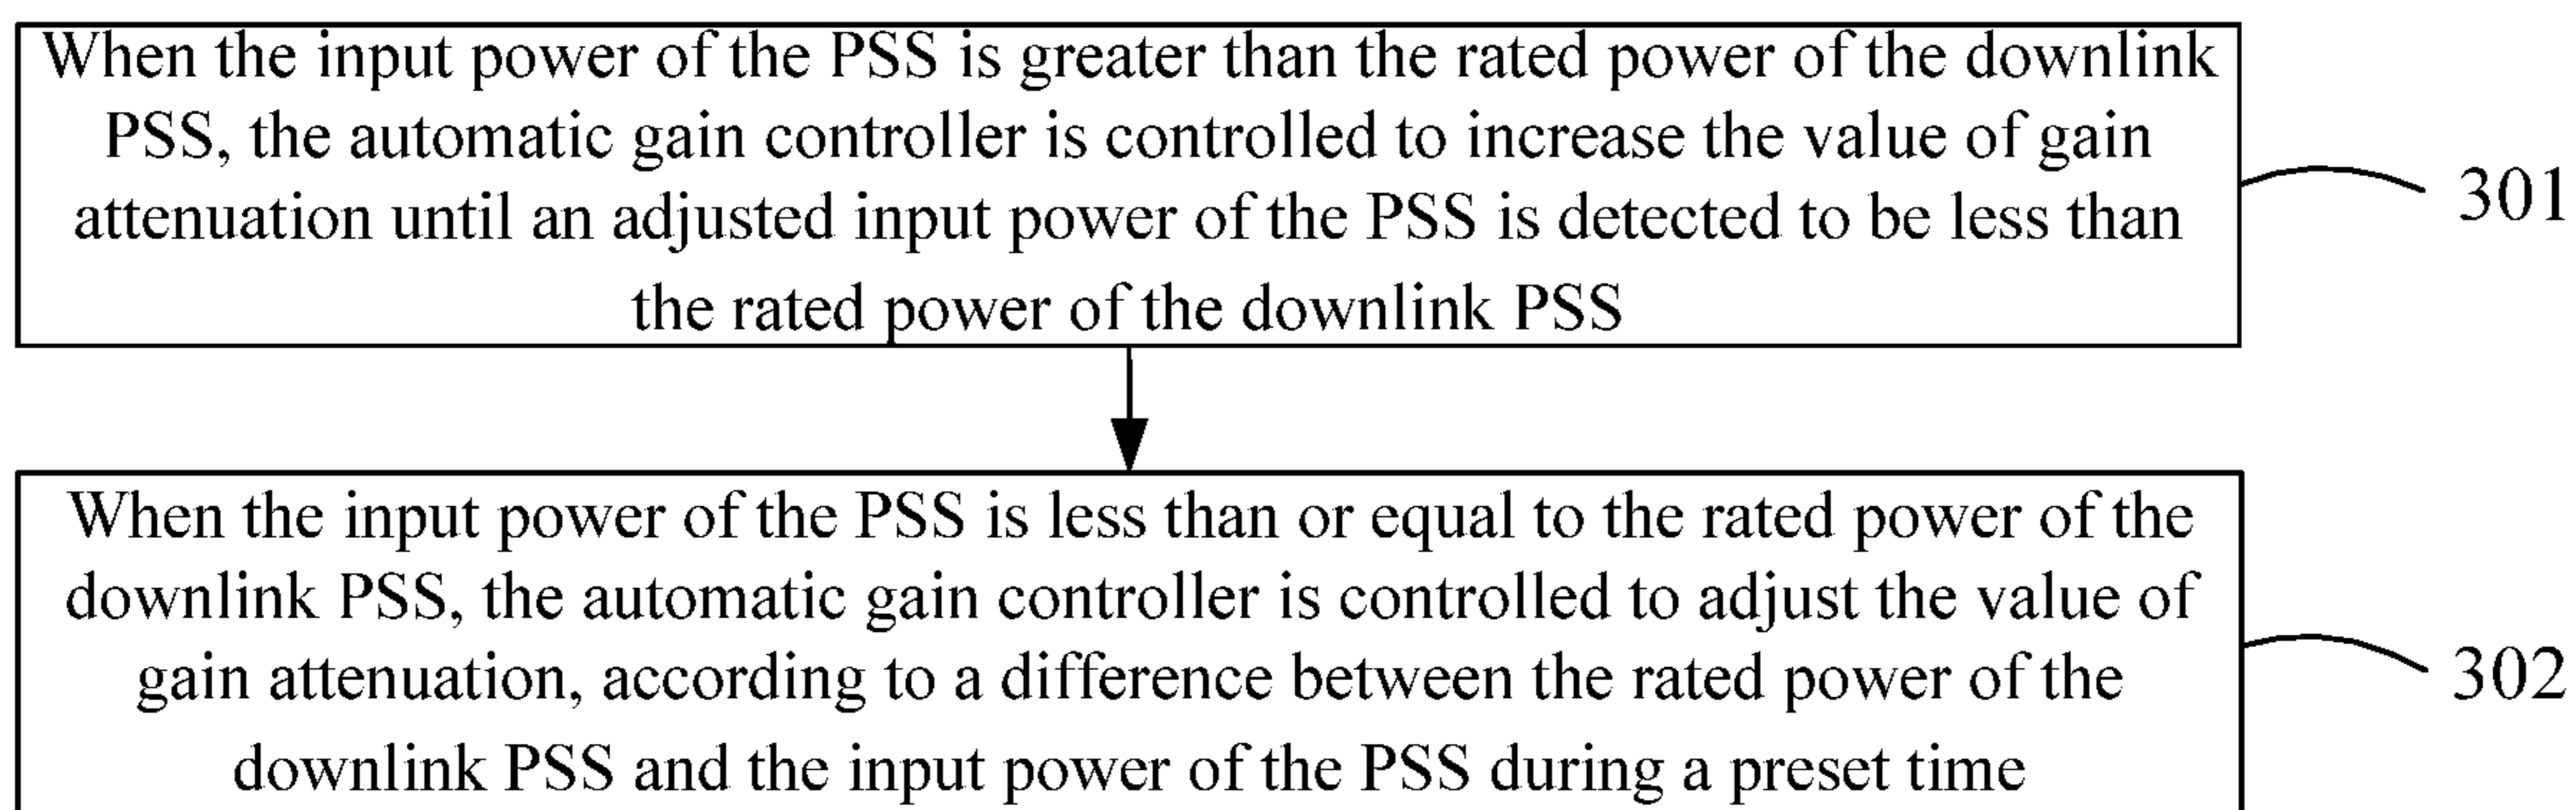 When the input power of the PSS is greater than the rated power of the downlink
PSS, the automatic gain controller is controlled to increase the value of gain
attenuation until an adjusted input power of the PSS is detected to be less than
the rated power of the downlink PSS
301
When the input power of the PSS is less than or equal to the rated power of the
downlink PSS, the automatic gain controller is controlled to adjust the value of
gain attenuation, according to a difference between the rated power of the
downlink PSS and the input power of the PSS during a preset time
302